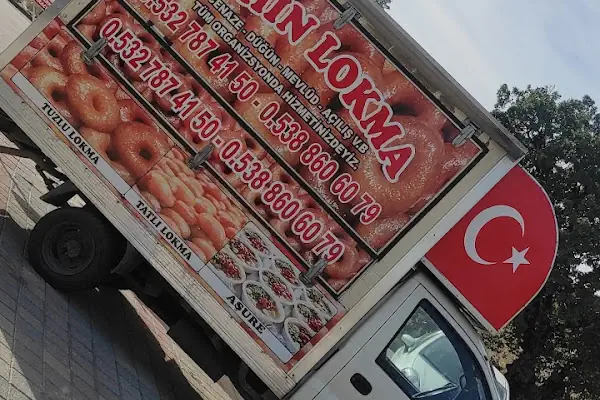 LOKMA
CENAZE - DÜĞÜN - MEVLÜD - AÇILIŞ V.B
TÜM ORGANİZSYONDA HİZMETİNİZDEYİZ
0.532 787 41 50 - 0.538 860 60 79
0.532 787 41 50 - 0.538 860 60 79
TUZLU LOKMA
TATLI LOKMA
AŞURE